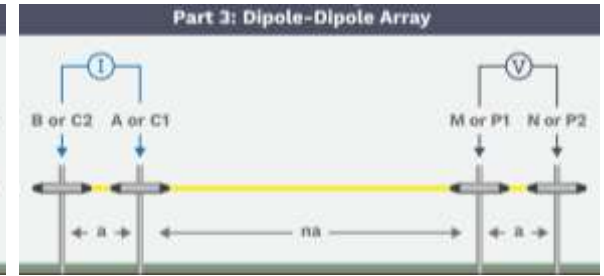 Part 3: Dipole-Dipole Array
I
V
B or C2 A or C1
M or P1 N or P2
a
na
a